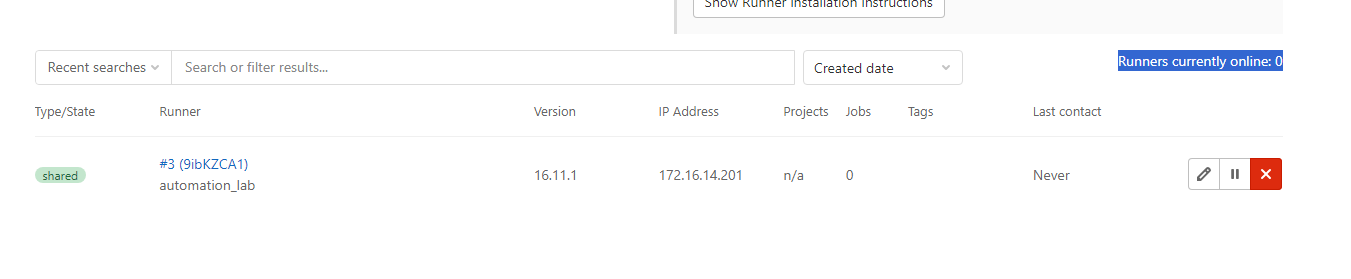 Show Runner installation instructions
Recent searches Search or filter results... Created date Runners currently online: 0
Type/State Runner Version IP Address Projects Jobs Tags Last contact
shared #3 (9ibKZCA1) 16.11.1 172.16.14.201 n/a 0 Never
automation_lab